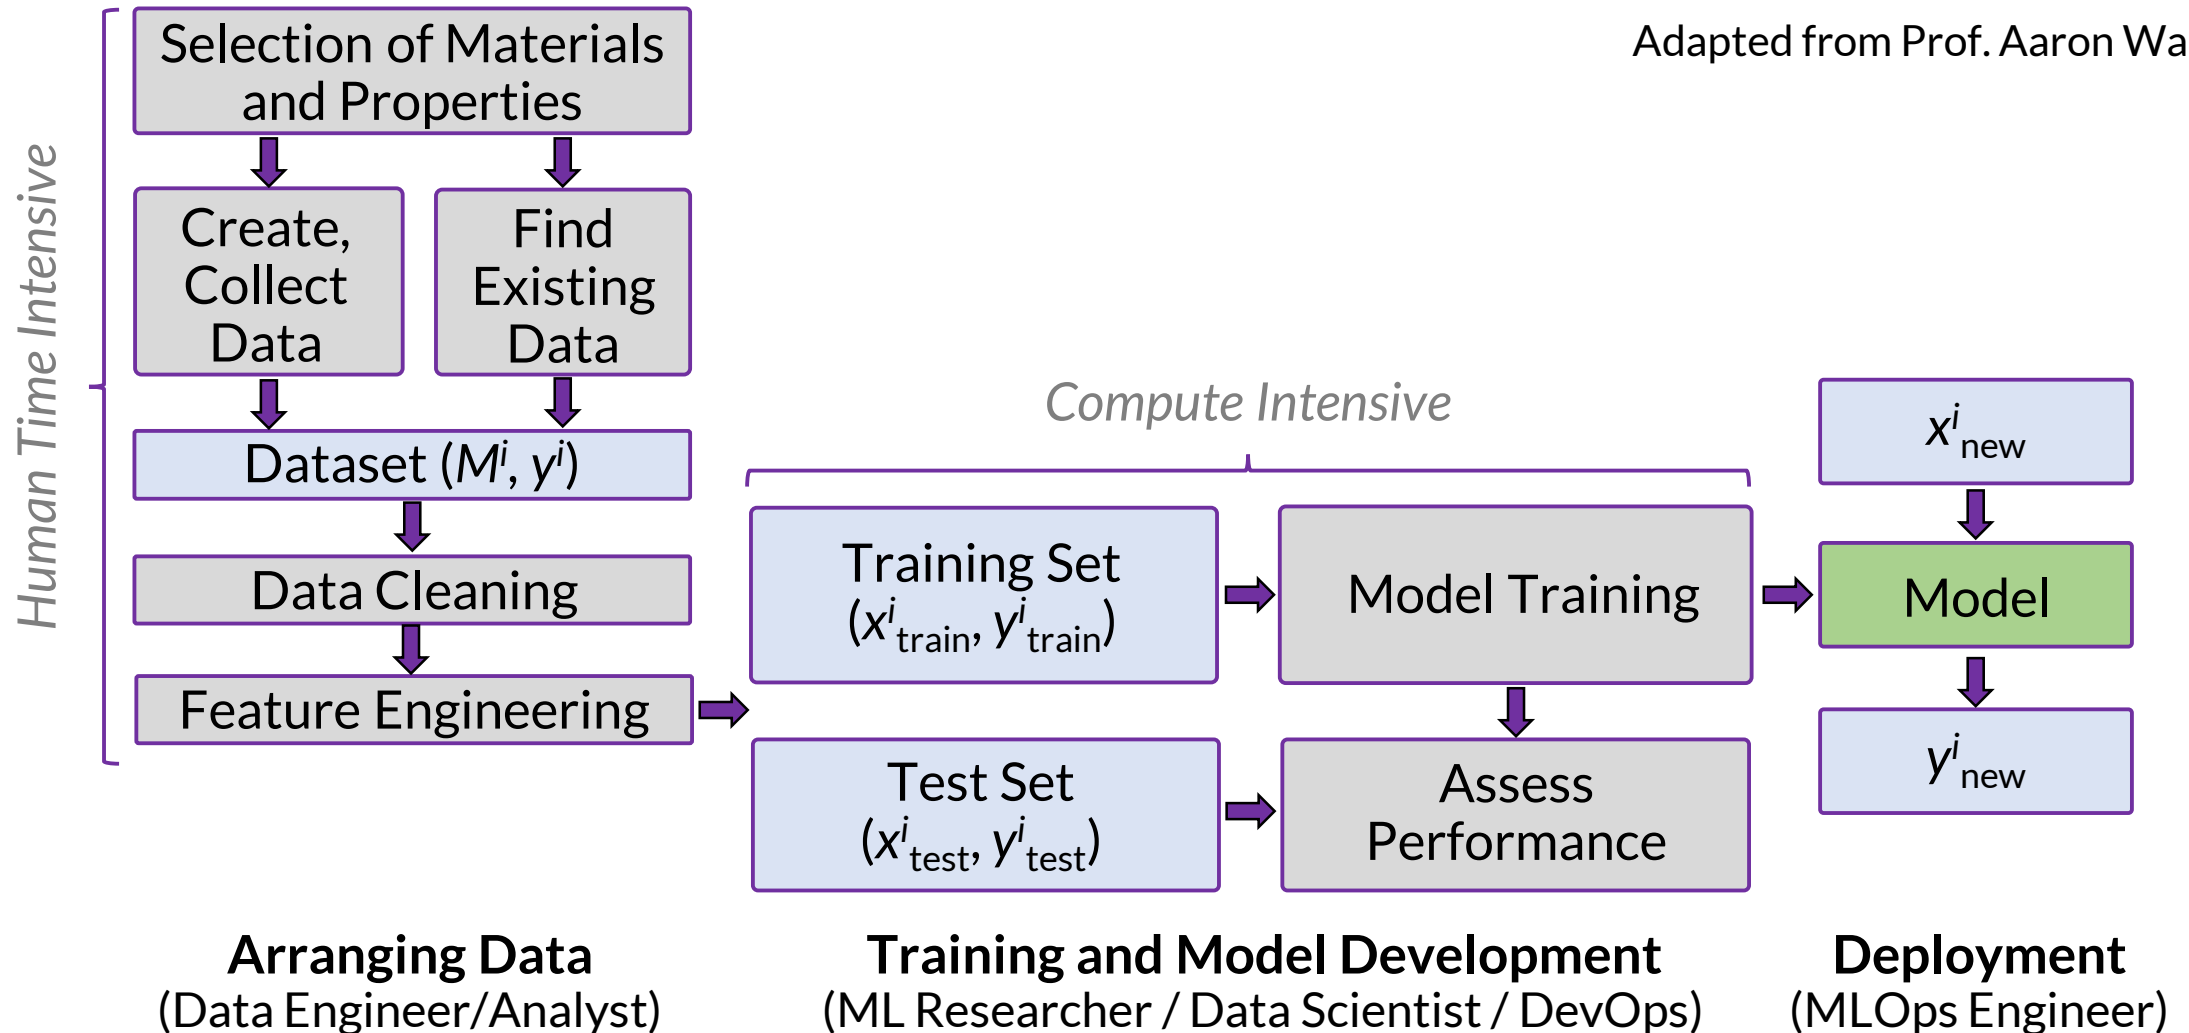 Adapted from Prof. Aaron Wa
Human Time Intensive
Selection of Materials
and Properties
Create,
Collect
Data
Find
Existing
Data
Dataset (Mⁱ, yⁱ)
Data Cleaning
Feature Engineering
Compute Intensive
Training Set
(xⁱtrain, yⁱtrain)
Model Training
Test Set
(xⁱtest, yⁱtest)
Assess
Performance
xⁱnew
Model
yⁱnew
Arranging Data
(Data Engineer/Analyst)
Training and Model Development
(ML Researcher / Data Scientist / DevOps)
Deployment
(MLOps Engineer)